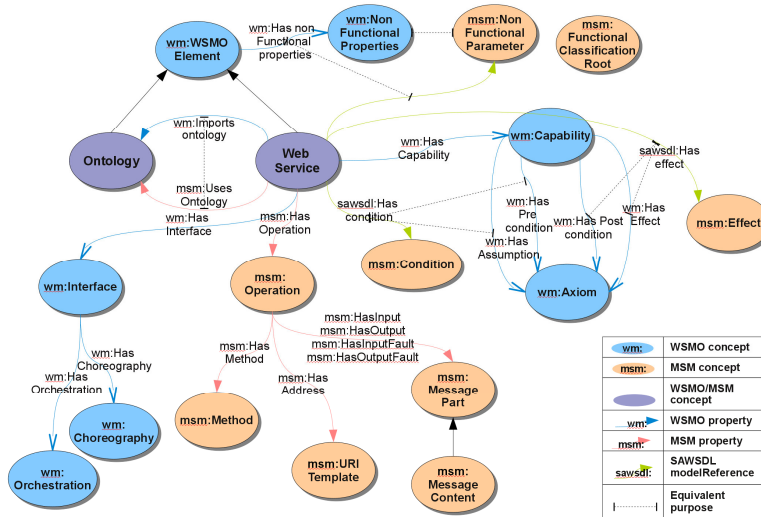 wm:WSMO
Element
wm:Has non
Functional
properties
wm:Non
Functional
Properties
msm:Non
Functional
Parameter
msm:
Functional
Classification
Root
Ontology
wm:Imports
ontology
msm:Uses
Ontology
Web
Service
wm:Has
Capability
wm:Capability
sawsdl:Has
effect
msm:Effect
wm:Has
Interface
msm:Has
Operation
sawsdl:Has
condition
msm:Condition
wm:Has
Pre
condition
wm:Has
Assumption
wm:Has Post
condition
wm:Has
Effect
wm:Axiom
wm:Interface
msm:
Operation
wm:Has
Choreography
wm:Has
Orchestration
wm:
Choreography
wm:
Orchestration
msm:Has
Method
msm:Has
Address
msm:HasInput
msm:HasOutput
msm:HasInputFault
msm:HasOutputFault
msm:Method
msm:URI
Template
msm:
Message
Part
msm:
Message
Content
wm: WSMO concept
msm: MSM concept
WSMO/MSM
concept
wm: WSMO property
msm: MSM property
sawsdl: SAWSDL
modelReference
Equivalent
purpose